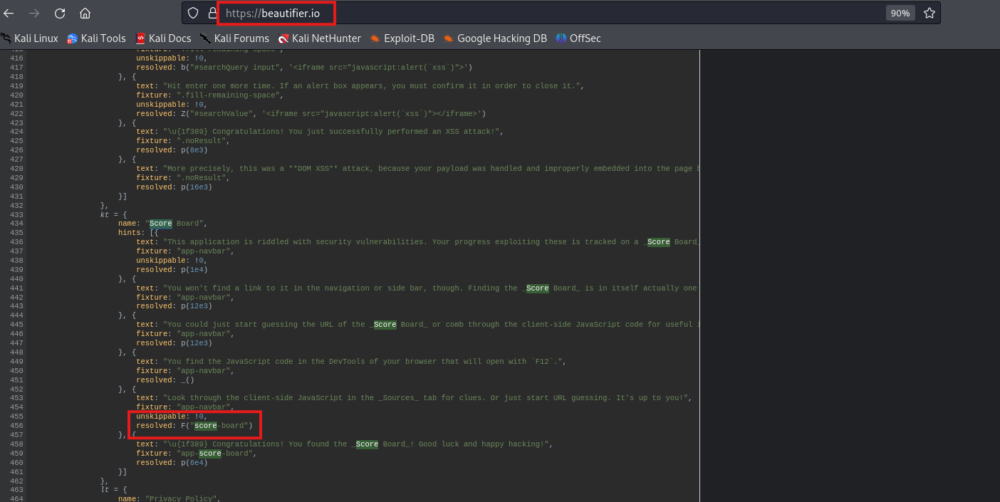 https://beautifier.io
90%
Kali Linux Kali Tools Kali Docs Kali Forums Kali NetHunter Exploit-DB Google Hacking DB OffSec
416 unskippable: !0,
417 resolved: b("#searchQuery input", '<iframe src="javascript:alert(`xss`)">')
418 }, {
419 text: "Hit enter one more time. If an alert box appears, you must confirm it in order to close it.",
420 fixture: ".fill-remaining-space",
421 unskippable: !0,
422 resolved: Z("#searchValue", '<iframe src="javascript:alert(`xss`)"></iframe>')
423 }, {
424 text: "\u{1f389} Congratulations! You just successfully performed an XSS attack!",
425 fixture: ".noResult",
426 resolved: p(8e3)
427 }, {
428 text: "More precisely, this was a **DOM XSS** attack, because your payload was handled and improperly embedded into the page
429 fixture: ".noResult",
430 resolved: p(16e3)
431 }]
432 },
433 kt = {
434 name: "Score Board",
435 hints: [{
436 text: "This application is riddled with security vulnerabilities. Your progress exploiting these is tracked on a _Score Board_
437 fixture: "app-navbar",
438 unskippable: !0,
439 resolved: p(1e4)
440 }, {
441 text: "You won't find a link to it in the navigation or side bar, though. Finding the _Score Board_ is in itself actually one
442 fixture: "app-navbar",
443 resolved: p(12e3)
444 }, {
445 text: "You could just start guessing the URL of the _Score Board_ or comb through the client-side JavaScript code for useful
446 fixture: "app-navbar",
447 resolved: p(12e3)
448 }, {
449 text: "You find the JavaScript code in the DevTools of your browser that will open with `F12`.",
450 fixture: "app-navbar",
451 resolved: _()
452 }, {
453 text: "Look through the client-side JavaScript in the _Sources_ tab for clues. Or just start URL guessing. It's up to you!",
454 fixture: "app-navbar",
455 unskippable: !0,
456 resolved: F("score-board")
457 }, {
458 text: "\u{1f389} Congratulations! You found the _Score Board_! Good luck and happy hacking!",
459 fixture: "app-score-board",
460 resolved: p(6e4)
461 }]
462 },
463 lt = {
464 name: "Privacy Policy",